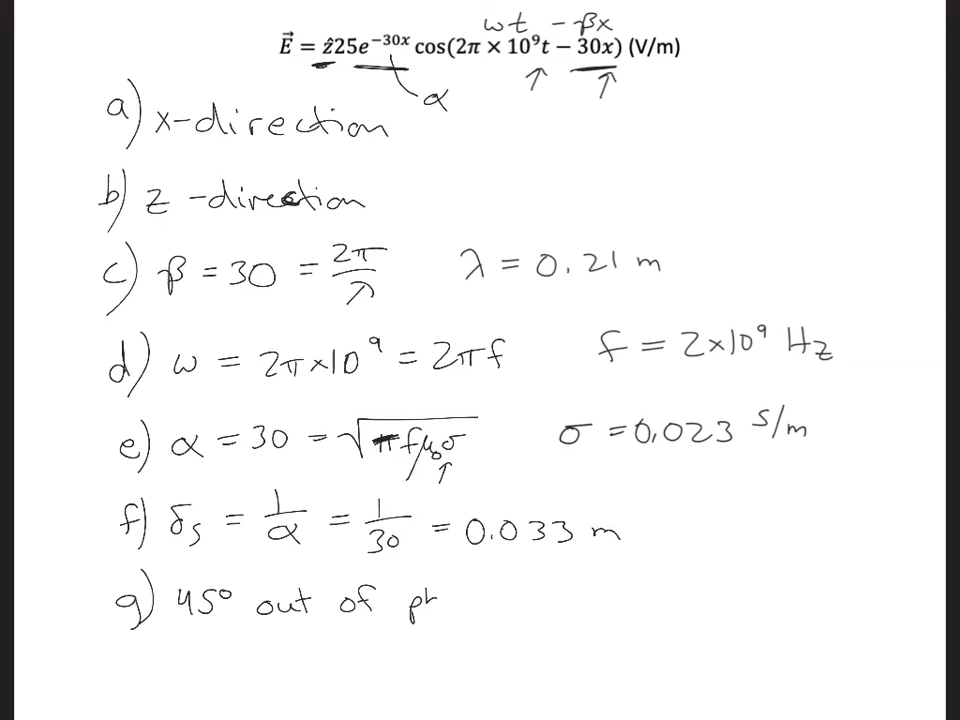 ωt - βx
E⃗ = ẑ25e⁻³⁰ˣ cos(2π × 10⁹t − 30x) (V/m)
α
a) x-direction
b) z-direction
c) β = 30 = 2π/λ λ = 0.21 m
d) ω = 2π×10⁹ = 2πf f = 2×10⁹ Hz
e) α = 30 = √πfμ₀σ σ = 0.023 S/m
f) δₛ = 1/α = 1/30 = 0.033 m
g) 45° out of ph